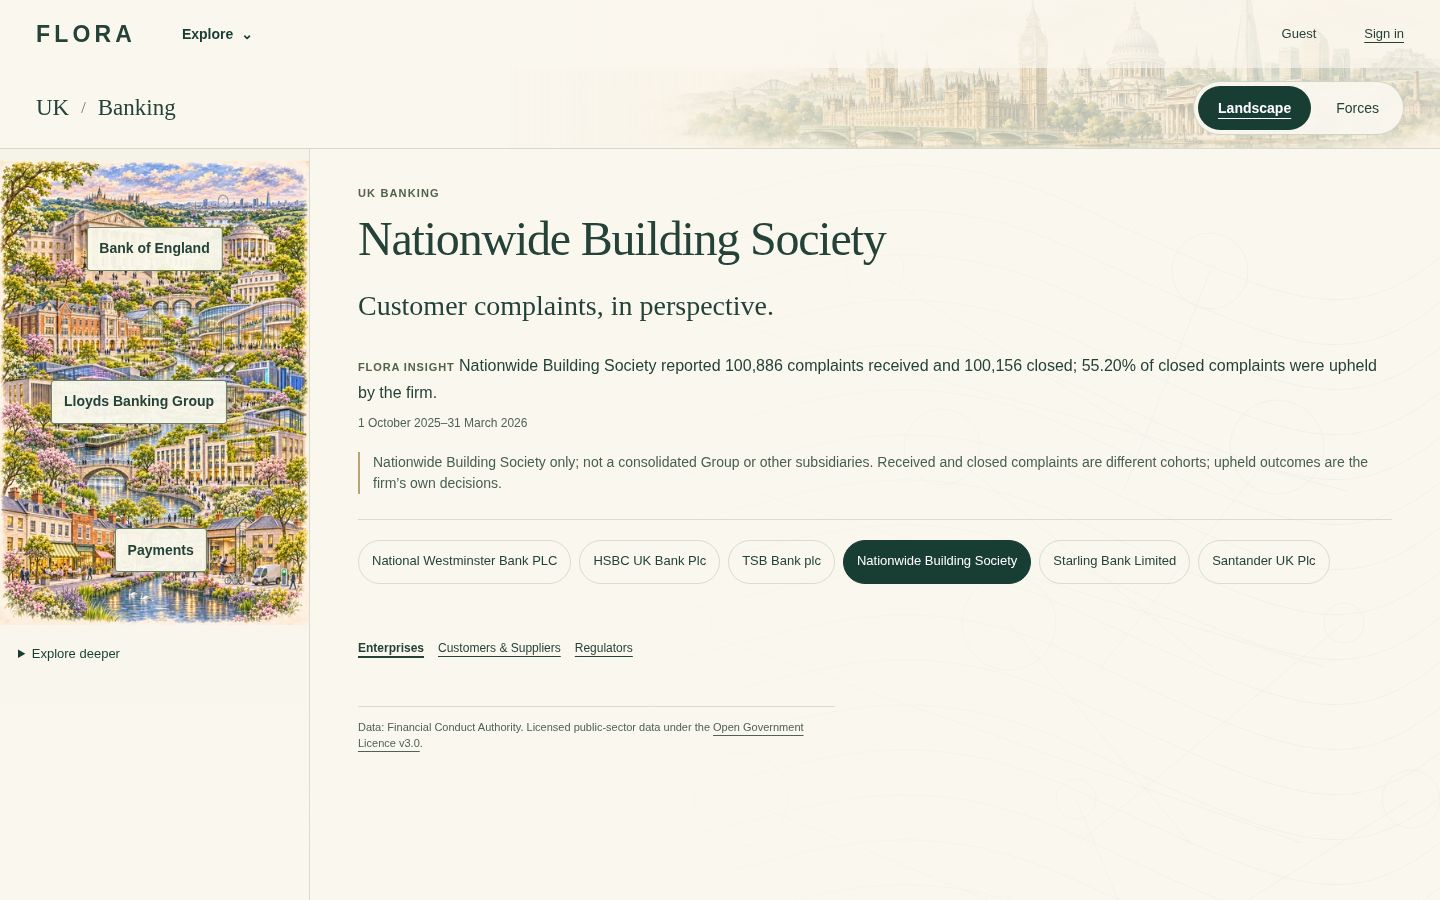 FLORA
Explore
Guest
Sign in
UK / Banking
Landscape
Forces
Bank of England
Lloyds Banking Group
Payments
▶ Explore deeper
UK BANKING
Nationwide Building Society
Customer complaints, in perspective.
FLORA INSIGHT Nationwide Building Society reported 100,886 complaints received and 100,156 closed; 55.20% of closed complaints were upheld
by the firm.
1 October 2025–31 March 2026
Nationwide Building Society only; not a consolidated Group or other subsidiaries. Received and closed complaints are different cohorts; upheld outcomes are the
firm's own decisions.
National Westminster Bank PLC
HSBC UK Bank Plc
TSB Bank plc
Nationwide Building Society
Starling Bank Limited
Santander UK Plc
Enterprises
Customers & Suppliers
Regulators
Data: Financial Conduct Authority. Licensed public-sector data under the Open Government
Licence v3.0.